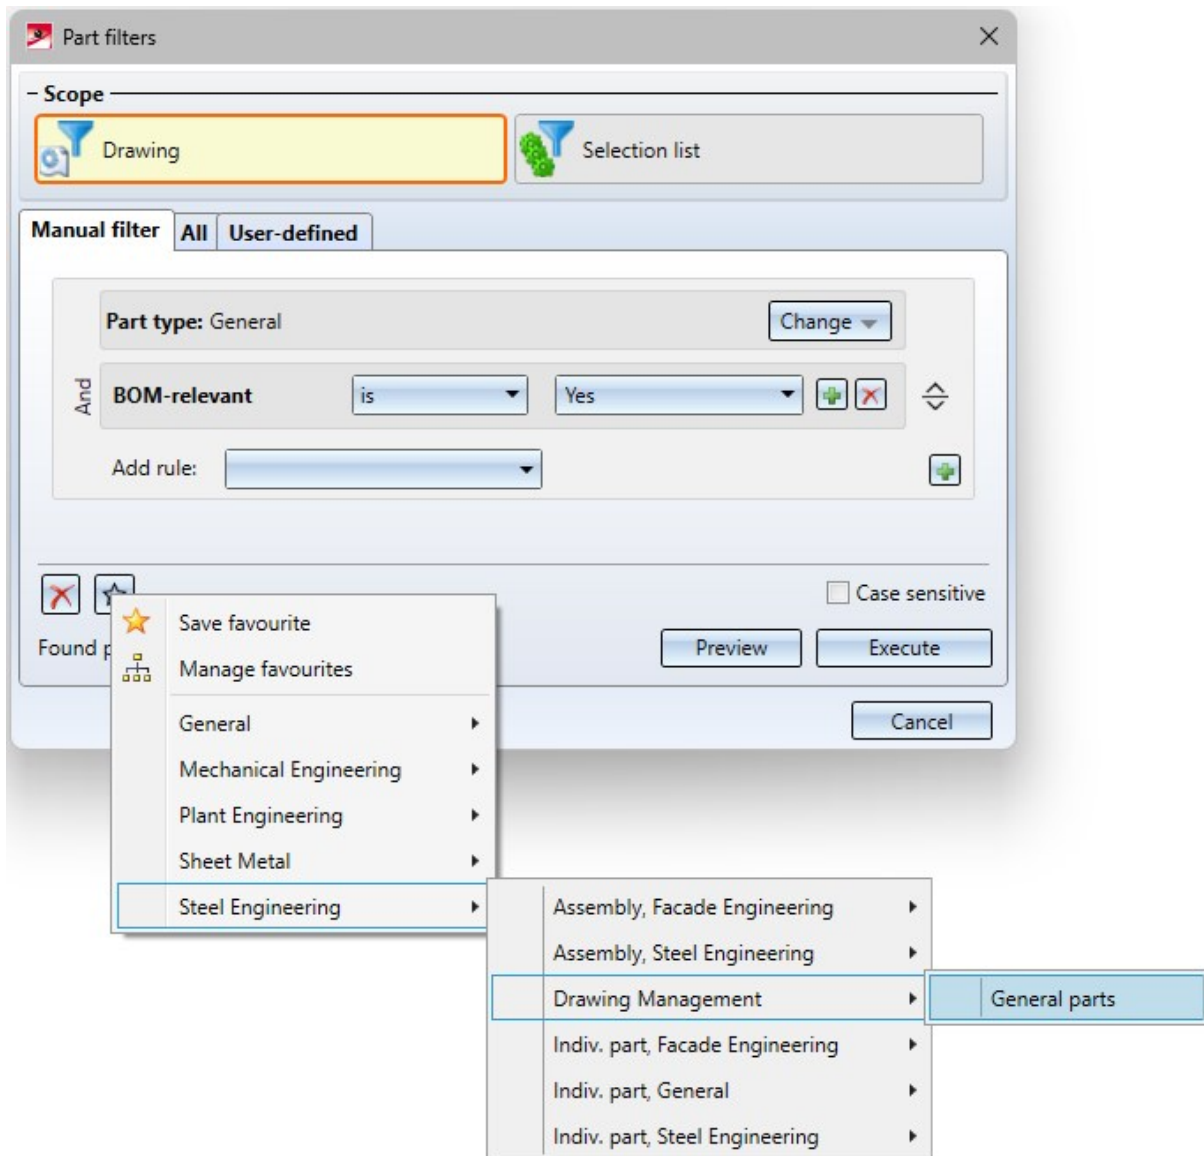 Part filters
Scope
Drawing
Selection list
Manual filter
All
User-defined
And
Part type: General
Change
BOM-relevant
is
Yes
Add rule:
Case sensitive
Found
Preview
Execute
Cancel
Save favourite
Manage favourites
General
Mechanical Engineering
Plant Engineering
Sheet Metal
Steel Engineering
Assembly, Facade Engineering
Assembly, Steel Engineering
Drawing Management
General parts
Indiv. part, Facade Engineering
Indiv. part, General
Indiv. part, Steel Engineering